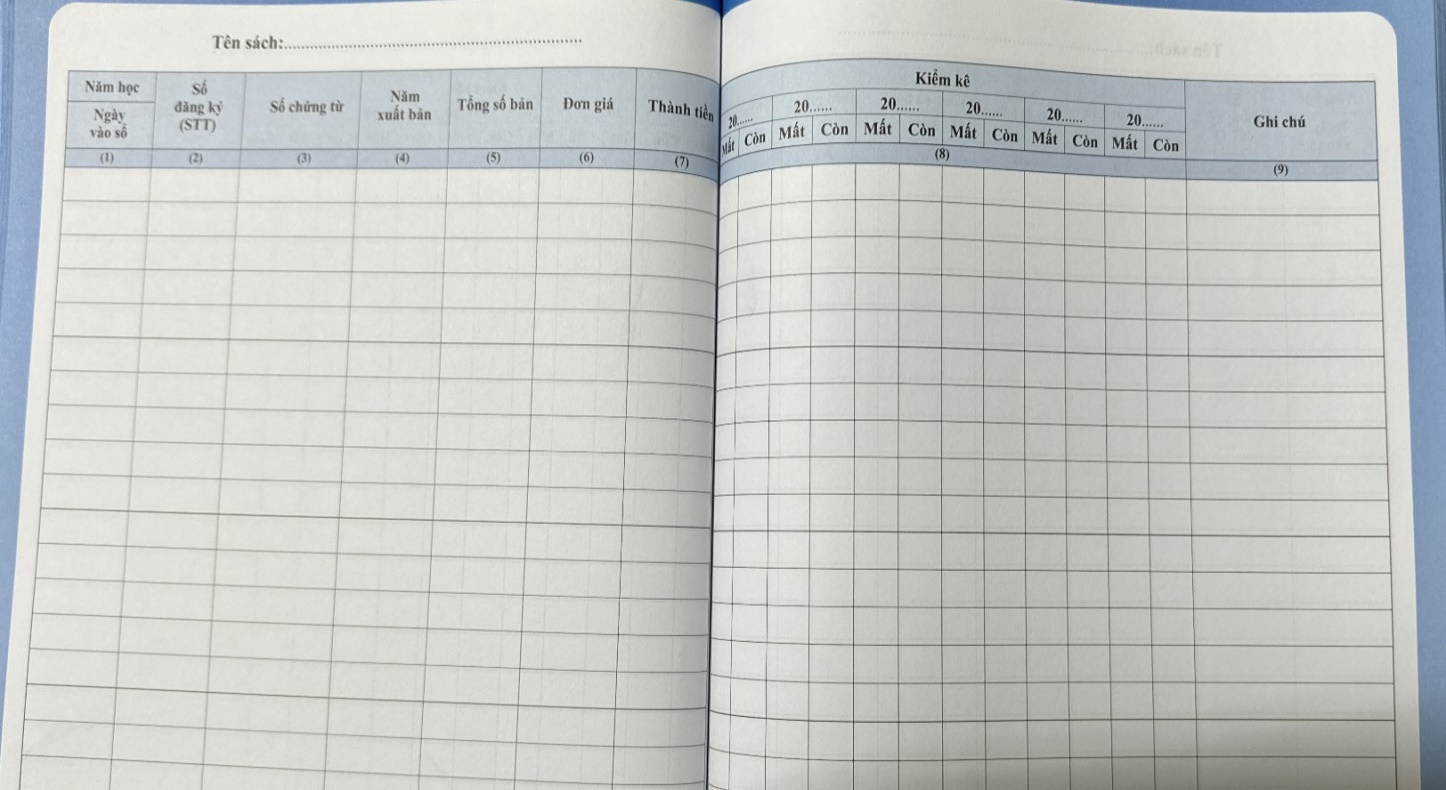 Tên sách:......................................................................
Năm học
Ngày
vào sổ
Số
đăng ký
(STT)
Số chứng từ
Năm
xuất bản
Tổng số bản
Đơn giá
Thành tiền
(1) (2) (3) (4) (5) (6) (7)
Kiểm kê
20...... 20...... 20...... 20...... 20...... 20......
Mất Còn Mất Còn Mất Còn Mất Còn Mất Còn Mất Còn
(8)
Ghi chú
(9)